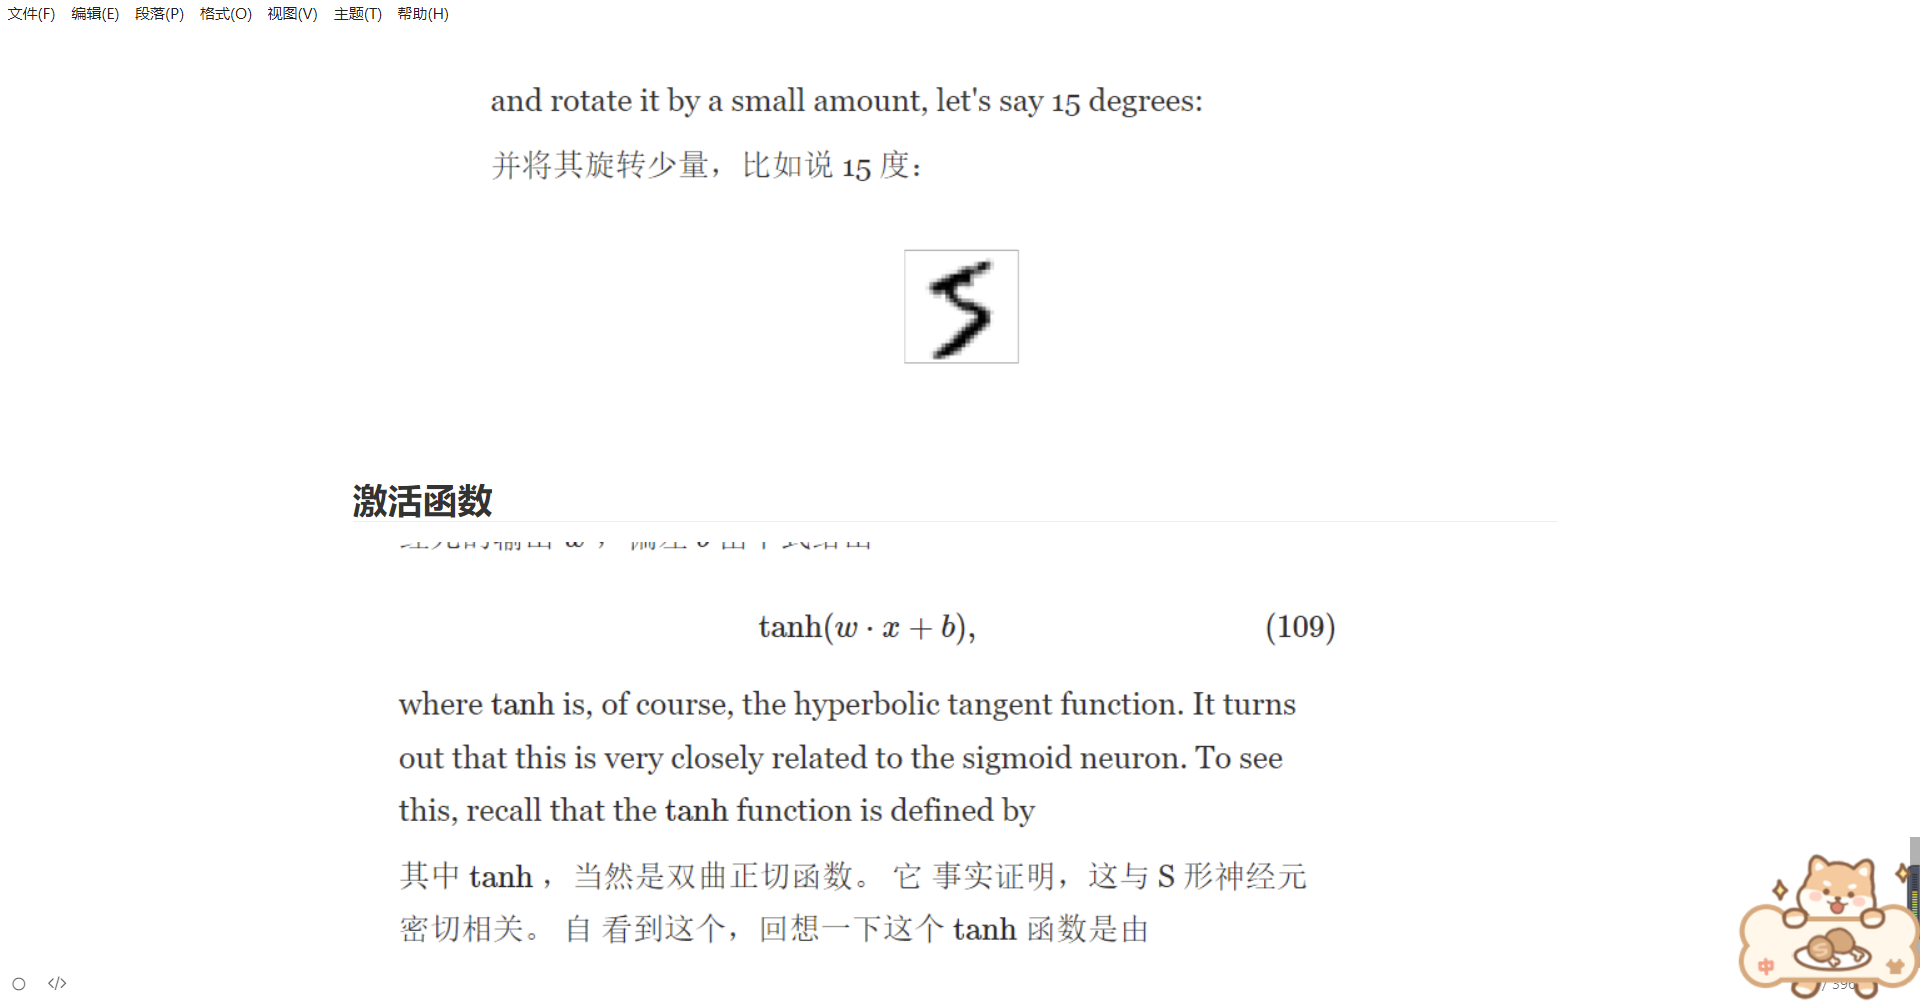 文件(F) 编辑(E) 段落(P) 格式(O) 视图(V) 主题(T) 帮助(H)
and rotate it by a small amount, let's say 15 degrees:
并将其旋转少量，比如说 15 度：
5
激活函数
tanh(w · x + b), (109)
where tanh is, of course, the hyperbolic tangent function. It turns
out that this is very closely related to the sigmoid neuron. To see
this, recall that the tanh function is defined by
其中 tanh ，当然是双曲正切函数。 它 事实证明，这与 S 形神经元
密切相关。 自 看到这个，回想一下这个 tanh 函数是由
中
</> / 396